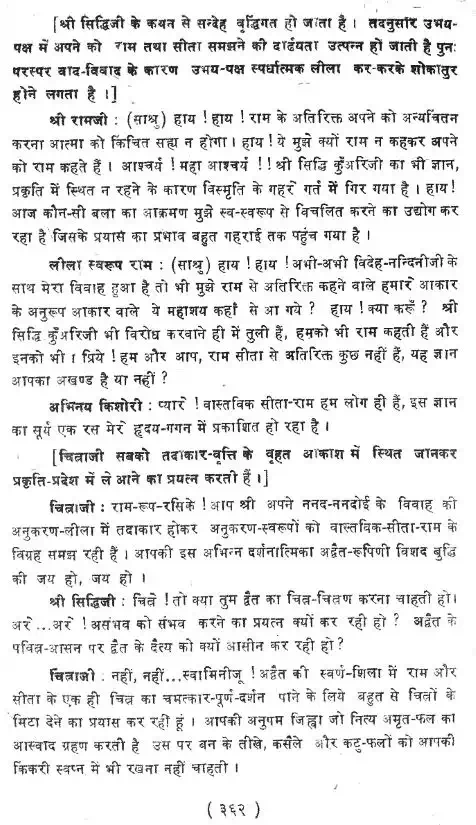 [श्री सिद्धिजी के कथन से सन्देह वृद्धिगत हो जाता है । तदनुसार उभय-
पक्ष में अपने को राम तथा सीता समझने की दार्ढयता उत्पन्न हो जाती है पुनः
परस्पर वाद-विवाद के कारण उभय-पक्ष स्पर्धात्मक लीला कर-करके शोकातुर
होने लगता है ।]
श्री रामजी : (साश्रु) हाय ! हाय ! राम के अतिरिक्त अपने को अन्यचिंतन
करना आत्मा को किंचित सह्य न होगा । हाय ! ये मुझे क्यों राम न कहकर अपने
को राम कहते हैं । आश्चर्य ! महा आश्चर्य !! श्री सिद्धि कुँअरिजी का भी ज्ञान,
प्रकृति में स्थित न रहने के कारण विस्मृति के गहरे गर्त में गिर गया है । हाय !
आज कौन-सी बला का आक्रमण मुझे स्व-स्वरूप से विचलित करने का उद्योग कर
रहा है जिसके प्रयास का प्रभाव बहुत गहराई तक पहुंच गया है ।
लीला स्वरूप राम : (साश्रु) हाय ! हाय ! अभी-अभी विदेह-नन्दिनीजी के
साथ मेरा विवाह हुआ है तो भी मुझे राम से अतिरिक्त कहने वाले हमारे आकार
के अनुरूप आकार वाले ये महाशय कहाँ से आ गये ? हाय ! क्या करूँ ? श्री
सिद्धि कुँअरिजी भी विरोध करवाने ही में तुली हैं, हमको भी राम कहती हैं और
इनको भी । प्रिये ! हम और आप, राम सीता से अतिरिक्त कुछ नहीं हैं, यह ज्ञान
आपका अखण्ड है या नहीं ?
अभिनय किशोरी : प्यारे ! वास्तविक सीता-राम हम लोग ही हैं, इस ज्ञान
का सूर्य एक रस मेरे हृदय-गगन में प्रकाशित हो रहा है ।
[चित्राजी सबको तदाकार-वृत्ति के वृहत आकाश में स्थित जानकर
प्रकृति-प्रदेश में ले आने का प्रयत्न करती हैं ।]
चित्राजी : राम-रूप-रसिके ! आप श्री अपने ननद-ननदोई के विवाह की
अनुकरण-लीला में तदाकार होकर अनुकरण-स्वरूपों को वास्तविक-सीता-राम के
विग्रह समझ रही हैं । आपकी इस अभिन्न दर्शनात्मिका अद्वैत-रूपिणी विशद बुद्धि
की जय हो, जय हो ।
श्री सिद्धिजी : चित्रे ! तो क्या तुम द्वैत का चित्र-चित्रण करना चाहती हो।
अरे ...अरे ! असंभव को संभव करने का प्रयत्न क्यों कर रही हो ? अद्वैत के
पवित्र-आसन पर द्वैत के दैत्य को क्यों आसीन कर रही हो ?
चित्राजी : नहीं, नहीं...स्वामिनीजू ! अद्वैत की स्वर्ण-शिला में राम और
सीता के एक ही चित्र का चमत्कार-पूर्ण-दर्शन पाने के लिये बहुत से चित्रों के
मिटा देने का प्रयास कर रही हूं । आपकी अनुपम जिह्वा जो नित्य अमृत-फल का
आस्वाद ग्रहण करती है उस पर वन के तीखे, कसैले और कटु-फलों को आपकी
किंकरी स्वप्न में भी रखना नहीं चाहती ।
( ३६२ )